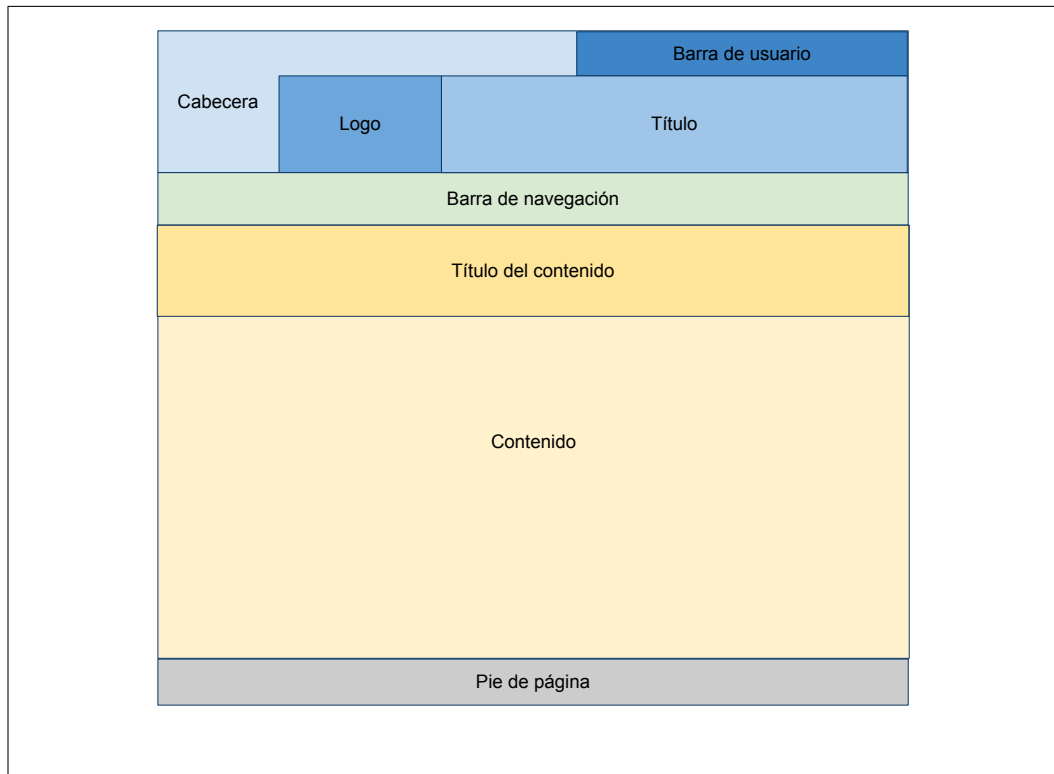 Barra de usuario
Cabecera
Logo
Título
Barra de navegación
Título del contenido
Contenido
Pie de página